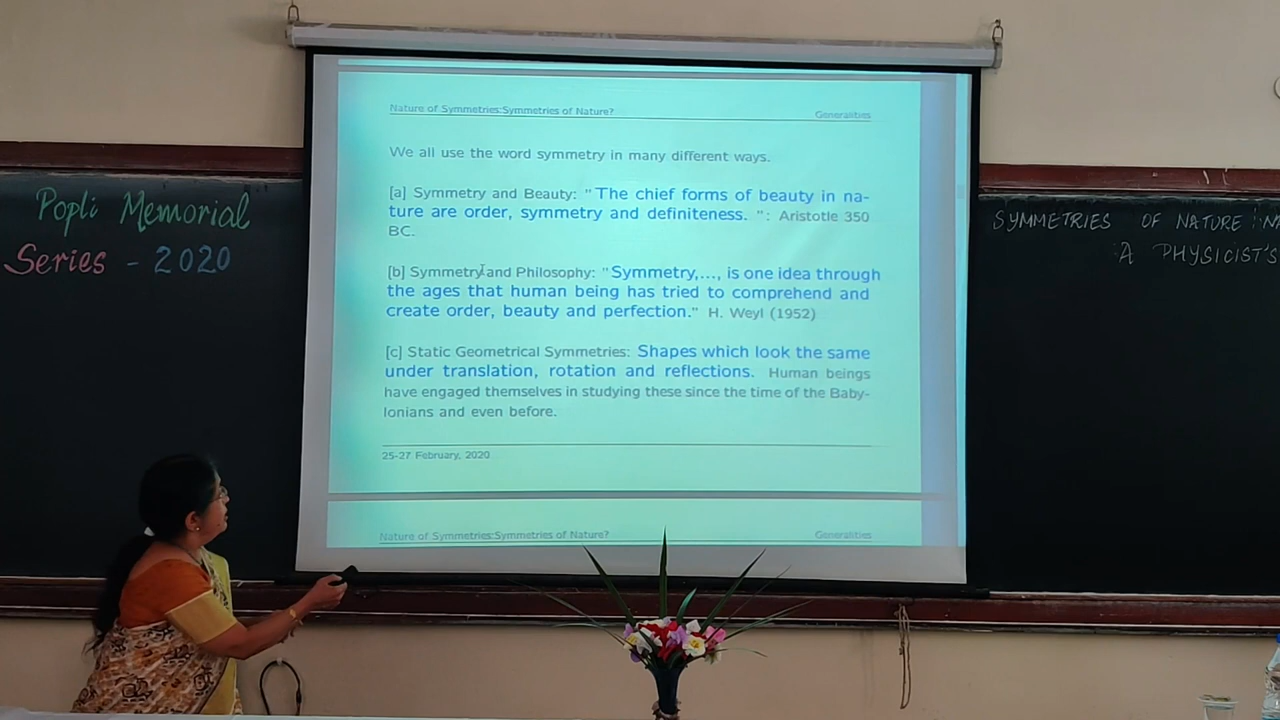 Popli Memorial
Series - 2020
Nature of Symmetries:Symmetries of Nature?
Generalities
We all use the word symmetry in many different ways.
[a] Symmetry and Beauty: "The chief forms of beauty in na-
ture are order, symmetry and definiteness. ": Aristotle 350
BC.
[b] Symmetry and Philosophy: "Symmetry,..., is one idea through
the ages that human being has tried to comprehend and
create order, beauty and perfection." H. Weyl (1952)
[c] Static Geometrical Symmetries: Shapes which look the same
under translation, rotation and reflections. Human beings
have engaged themselves in studying these since the time of the Baby-
lonians and even before.
25-27 February, 2020
Nature of Symmetries:Symmetries of Nature?
Generalities
SYMMETRIES OF NATURE :
A PHYSICIST'S